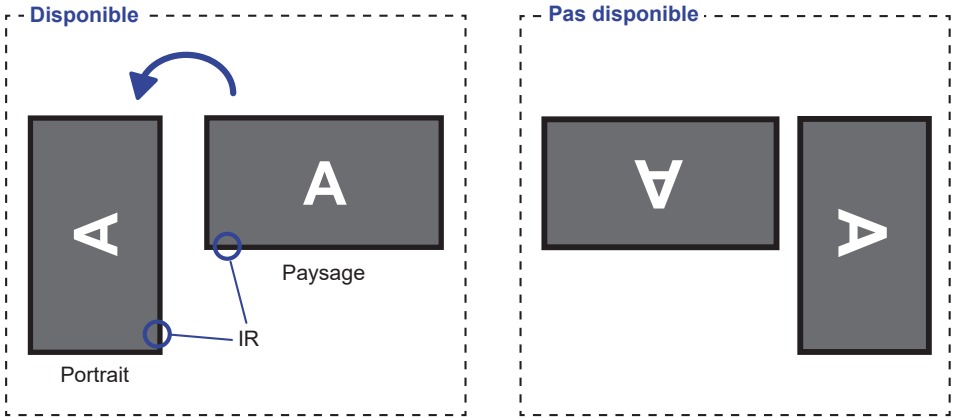 Disponible
A
A
Paysage
IR
Portrait
Pas disponible
A
A